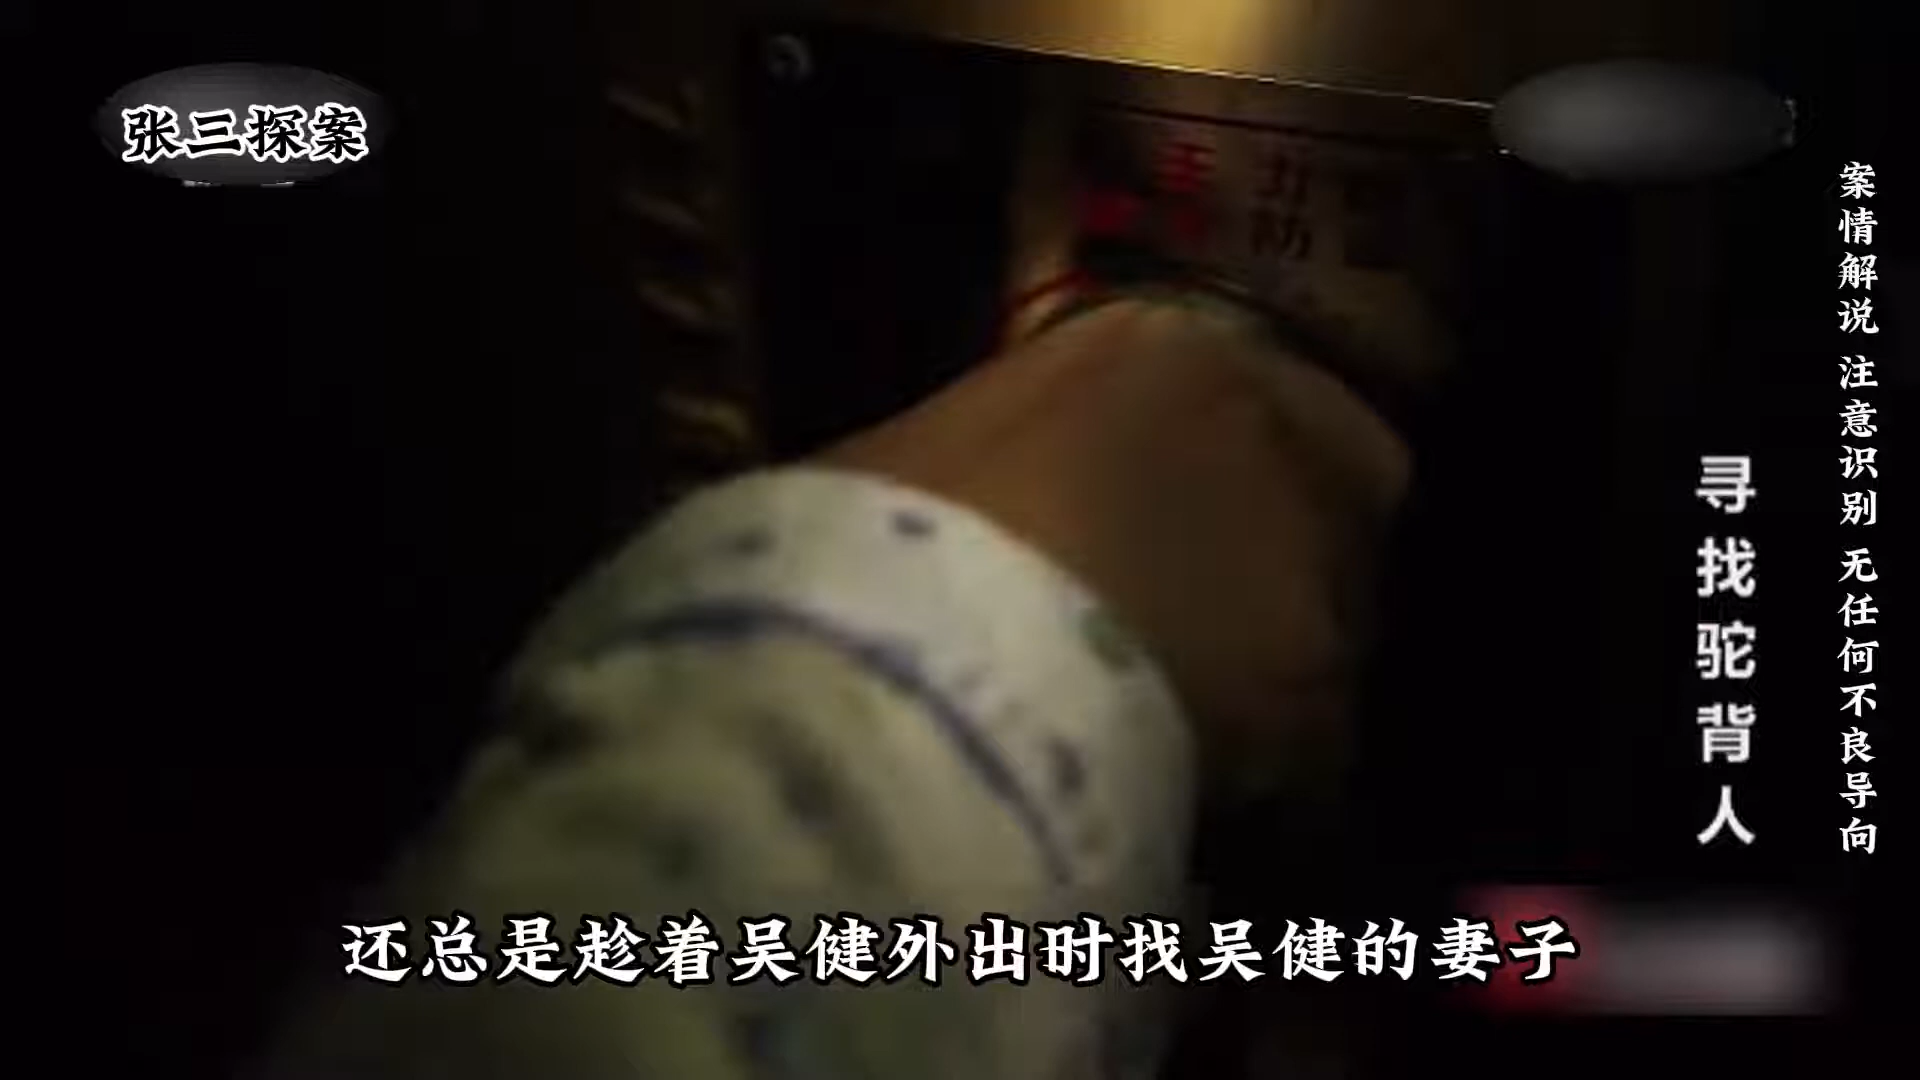 张三探案
案情解说 注意识别 无任何不良导向
寻找驼背人
还总是趁着吴健外出时找吴健的妻子